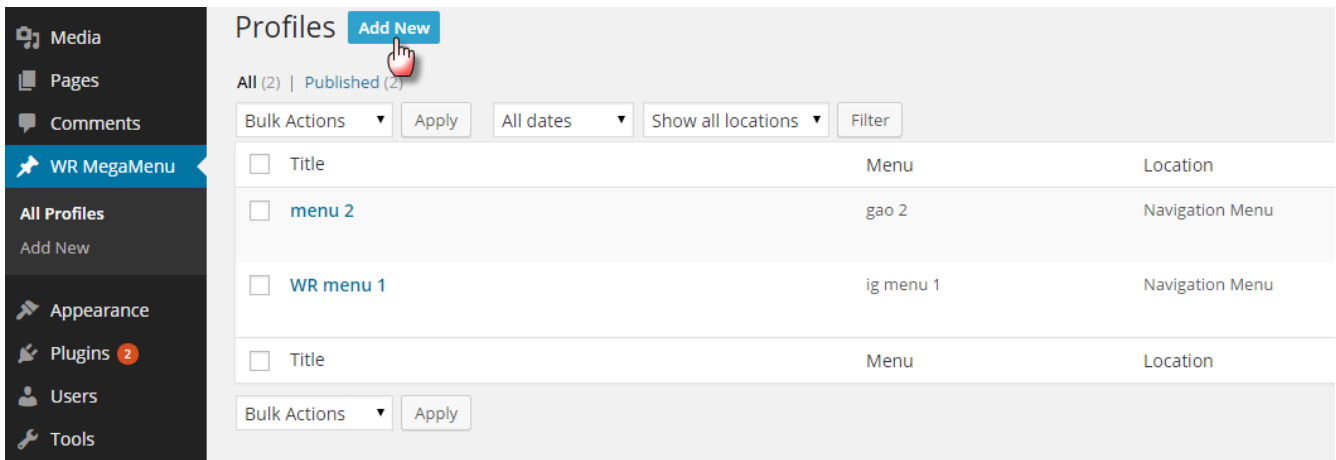 Media
Pages
Comments
WR MegaMenu
All Profiles
Add New
Appearance
Plugins 2
Users
Tools
Profiles Add New
All (2) | Published (2)
Bulk Actions Apply All dates Show all locations Filter
Title Menu Location
menu 2 gao 2 Navigation Menu
WR menu 1 ig menu 1 Navigation Menu
Title Menu Location
Bulk Actions Apply